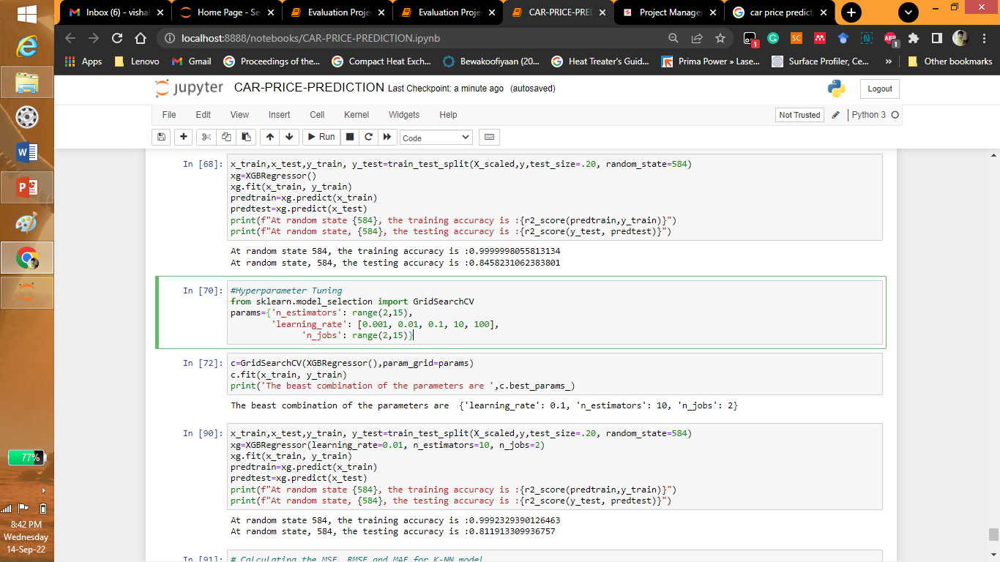 Inbox (6) - vishal
Home Page - Sel
Evaluation Proje
Evaluation Proje
CAR-PRICE-PRED
Project Manager
car price predicti
localhost:8888/notebooks/CAR-PRICE-PREDICTION.ipynb
Apps
Lenovo
Gmail
Proceedings of the...
Compact Heat Exch...
Bewakoofiyaan (20...
Heat Treater's Guid...
Prima Power » Lase...
Surface Profiler, Ce...
»
Other bookmarks
jupyter CAR-PRICE-PREDICTION Last Checkpoint: a minute ago (autosaved)
Logout
File Edit View Insert Cell Kernel Widgets Help
Not Trusted
Python 3
Run
Code
In [68]:
x_train,x_test,y_train, y_test=train_test_split(X_scaled,y,test_size=.20, random_state=584)
xg=XGBRegressor()
xg.fit(x_train, y_train)
predtrain=xg.predict(x_train)
predtest=xg.predict(x_test)
print(f"At random state {584}, the training accuracy is :{r2_score(predtrain,y_train)}")
print(f"At random state, {584}, the testing accuracy is :{r2_score(y_test, predtest)}")
At random state 584, the training accuracy is :0.9999998055813134
At random state, 584, the testing accuracy is :0.8458231062383801
In [70]:
#Hyperparameter Tuning
from sklearn.model_selection import GridSearchCV
params={'n_estimators': range(2,15),
'learning_rate': [0.001, 0.01, 0.1, 10, 100],
'n_jobs': range(2,15)}
In [72]:
c=GridSearchCV(XGBRegressor(),param_grid=params)
c.fit(x_train, y_train)
print('The beast combination of the parameters are ',c.best_params_)
The beast combination of the parameters are  {'learning_rate': 0.1, 'n_estimators': 10, 'n_jobs': 2}
In [90]:
x_train,x_test,y_train, y_test=train_test_split(X_scaled,y,test_size=.20, random_state=584)
xg=XGBRegressor(learning_rate=0.01, n_estimators=10, n_jobs=2)
xg.fit(x_train, y_train)
predtrain=xg.predict(x_train)
predtest=xg.predict(x_test)
print(f"At random state {584}, the training accuracy is :{r2_score(predtrain,y_train)}")
print(f"At random state, {584}, the testing accuracy is :{r2_score(y_test, predtest)}")
At random state 584, the training accuracy is :0.9992329390126463
At random state, 584, the testing accuracy is :0.811913309936757
In [91]:
# Calculating the MSE, RMSE and MAE for K-NN model
77%
8:42 PM
Wednesday
14-Sep-22